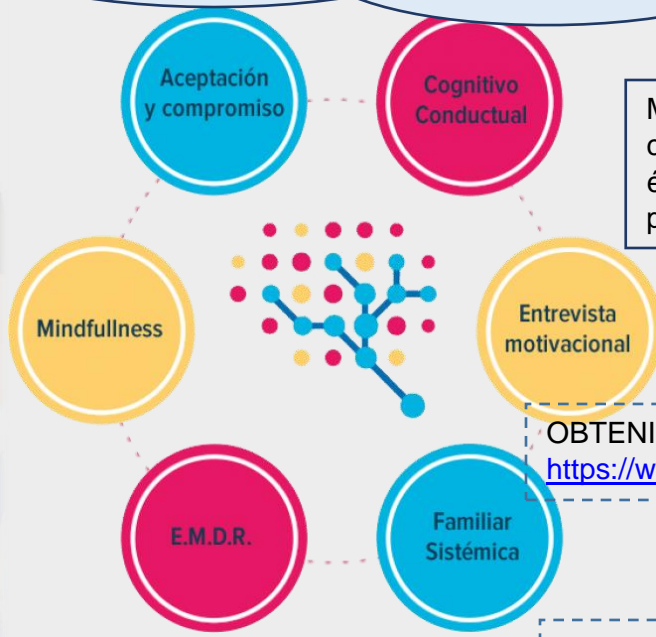 Aceptación
y compromiso
Cognitivo
Conductual
Mindfullness
Entrevista
motivacional
OBTENI
https://w
E.M.D.R.
Familiar
Sistémica